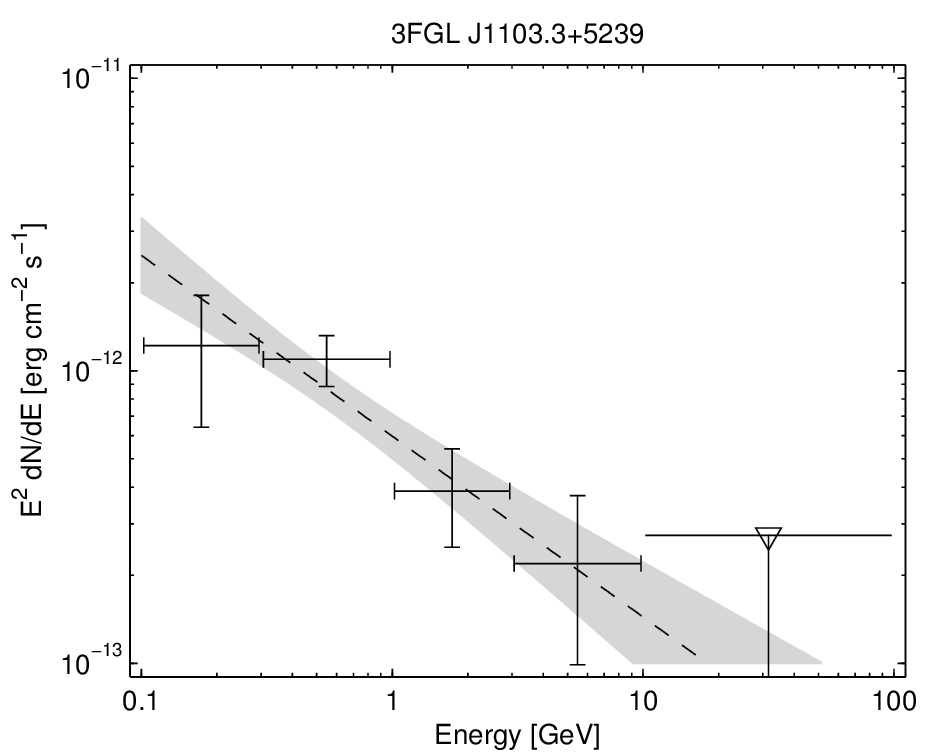 3FGL J1103.3+5239
10⁻¹¹
10⁻¹²
10⁻¹³
E² dN/dE [erg cm⁻² s⁻¹]
0.1 1 10 100
Energy [GeV]